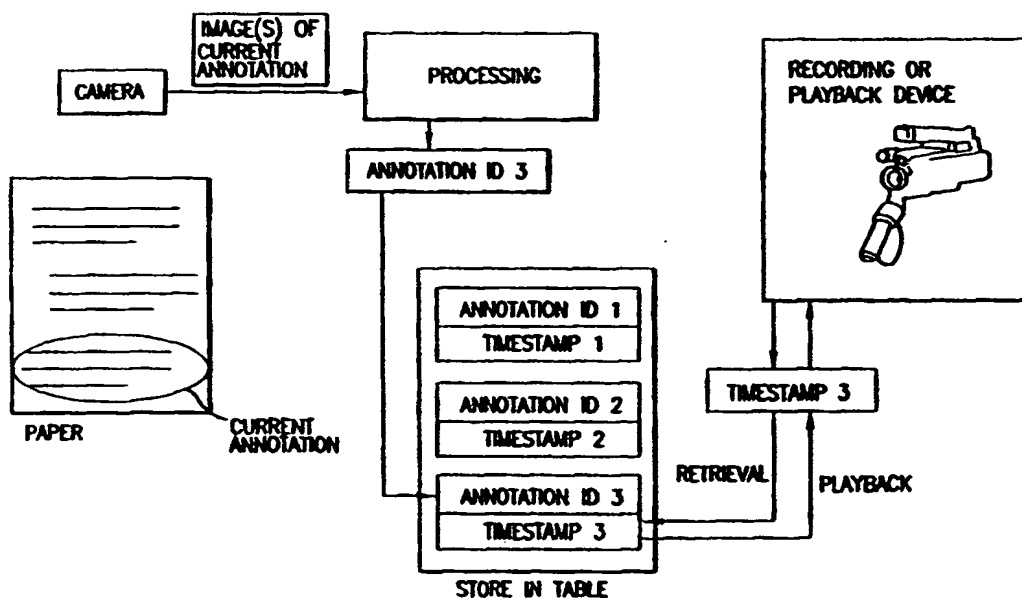 IMAGE(S) OF
CURRENT
ANNOTATION
CAMERA
PROCESSING
RECORDING OR
PLAYBACK DEVICE
ANNOTATION ID 3
ANNOTATION ID 1
TIMESTAMP 1
ANNOTATION ID 2
TIMESTAMP 2
ANNOTATION ID 3
TIMESTAMP 3
STORE IN TABLE
PAPER
CURRENT
ANNOTATION
TIMESTAMP 3
RETRIEVAL
PLAYBACK